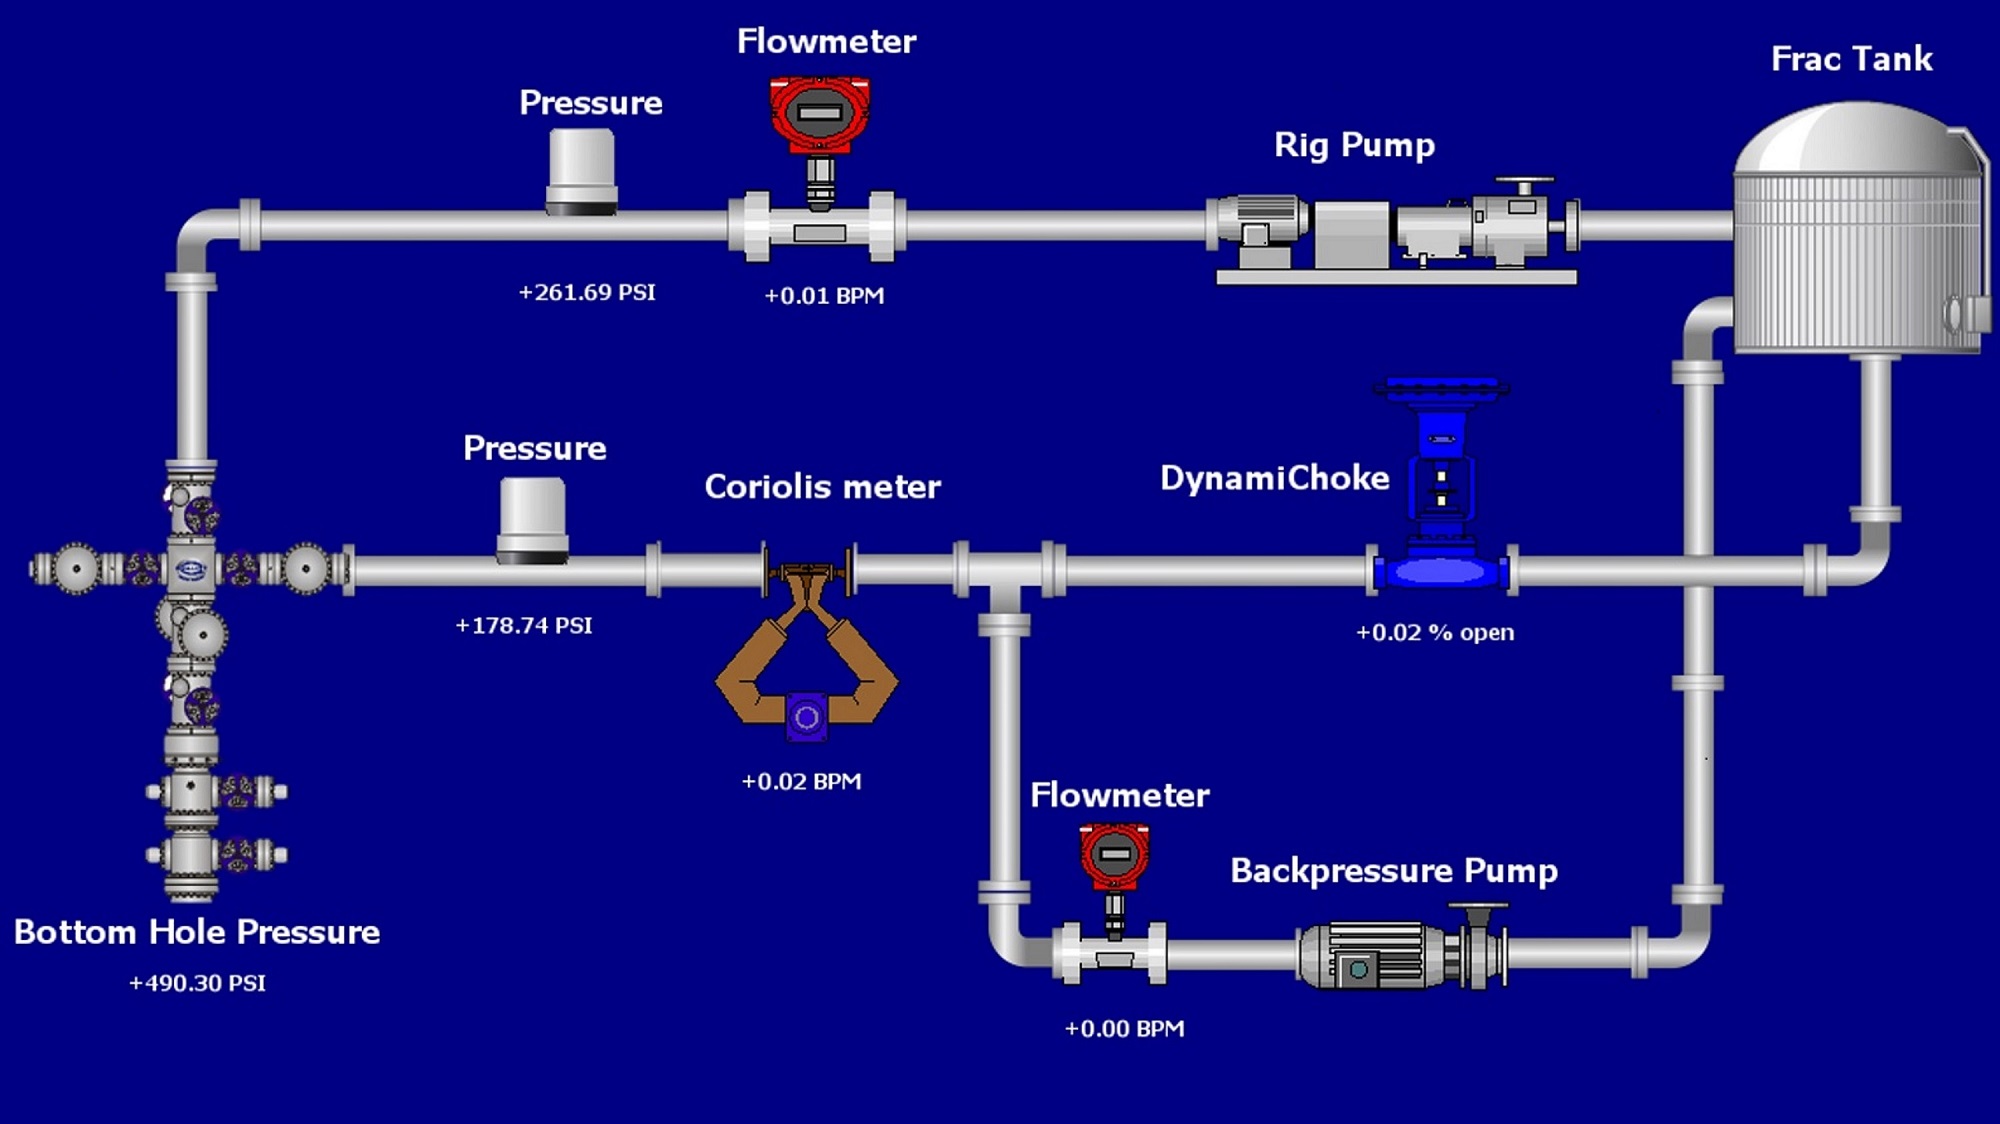 Flowmeter
Frac Tank
Pressure
Rig Pump
+261.69 PSI
+0.01 BPM
Pressure
Coriolis meter
DynamiChoke
+178.74 PSI
+0.02 % open
+0.02 BPM
Flowmeter
Backpressure Pump
Bottom Hole Pressure
+490.30 PSI
+0.00 BPM